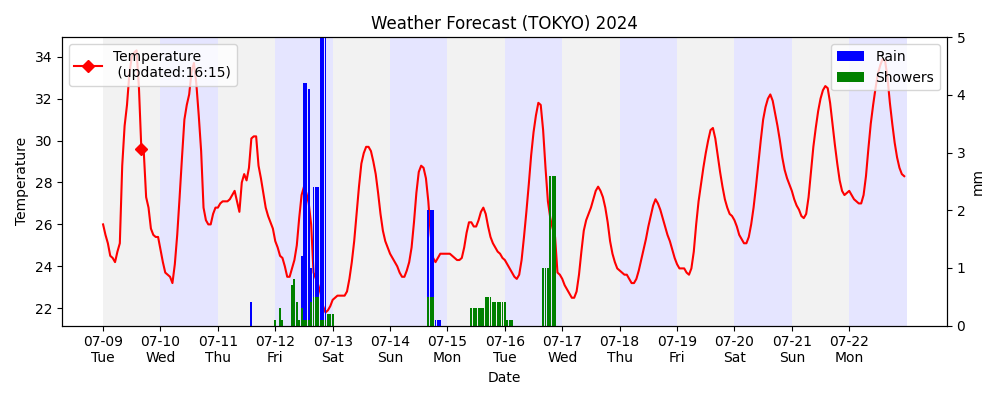 Weather Forecast (TOKYO) 2024
Temperature
(updated:16:15)
Rain
Showers
34
32
30
28
26
24
22
Temperature
5
4
3
2
1
0
mm
07-09 07-10 07-11 07-12 07-13 07-14 07-15 07-16 07-17 07-18 07-19 07-20 07-21 07-22
Tue Wed Thu Fri Sat Sun Mon Tue Wed Thu Fri Sat Sun Mon
Date